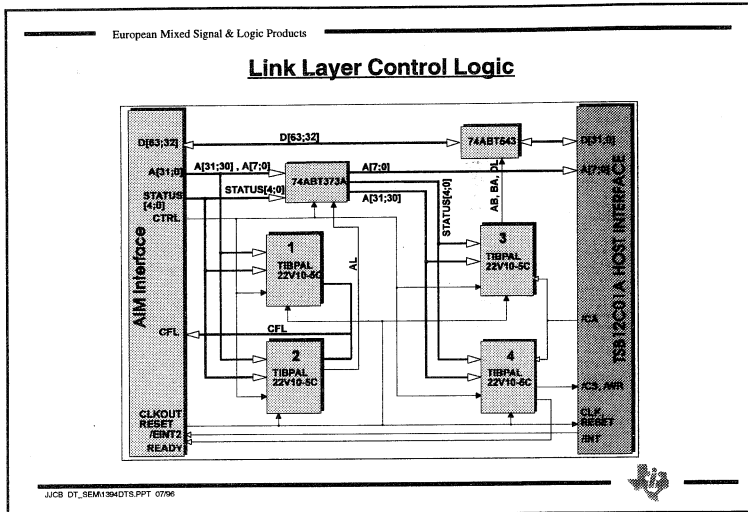 European Mixed Signal & Logic Products
Link Layer Control Logic
D[63;32]
D[63;32]
74ABT543
D[31;0]
A[31;0]
A[31;30] , A[7;0]
74ABT373A
A[7;0]
A[7;0]
STATUS
[4;0]
STATUS[4;0]
A[31;30]
CTRL
STATUS[4;0]
AB, BA, OL
AL
1
TIBPAL
22V10-5C
3
TIBPAL
22V10-5C
AIM Interface
TSB12C01A HOST INTERFACE
CFL
CFL
/CA
2
TIBPAL
22V10-5C
4
TIBPAL
22V10-5C
/CS, /WR
CLKOUT
RESET
/EINT2
READY
CLK
RESET
/INT
JJCB DT_SEM\1394DTS.PPT 07/96